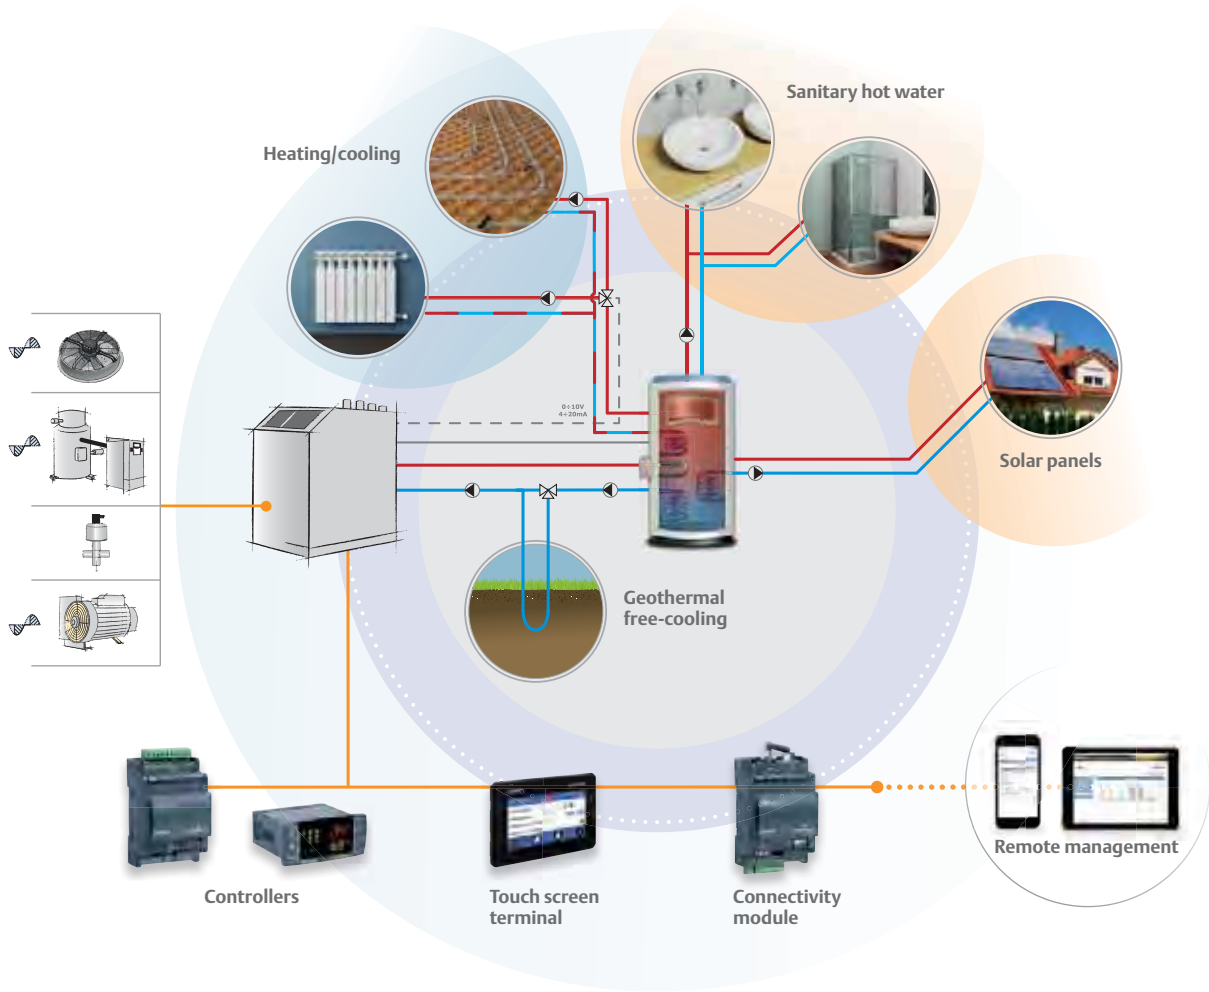 Sanitary hot water
Heating/cooling
0÷10V
4÷20mA
Solar panels
Geothermal
free-cooling
Remote management
Controllers
Touch screen
terminal
Connectivity
module